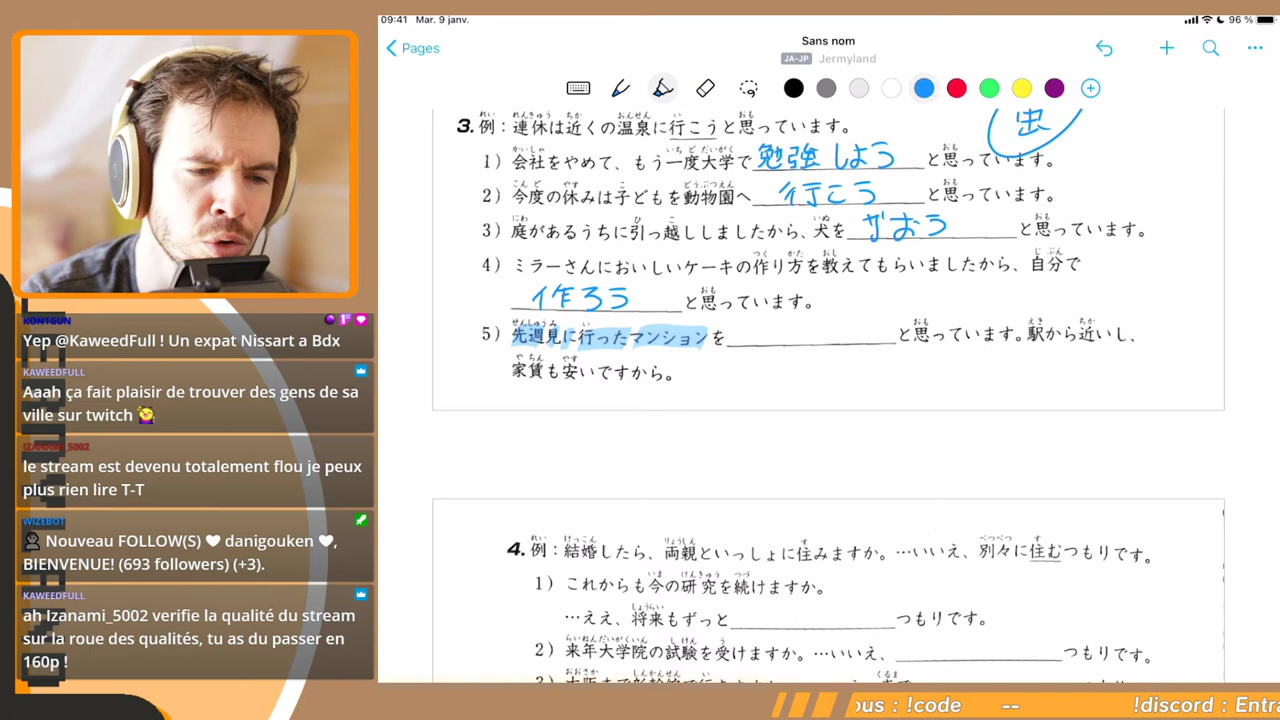 09:41 Mar. 9 janv.
96 %
Pages
Sans nom
JA-JP Jermyland
3. 例：連休は近くの温泉に行こうと思っています。
1）会社をやめて、もう一度大学で 勉強しよう と思っています。
2）今度の休みは子どもを動物園へ 行こう と思っています。
3）庭があるうちに引っ越ししましたから、犬を と思っています。
4）ミラーさんにおいしいケーキの作り方を教えてもらいましたから、自分で
作ろう と思っています。
5）先週見に行ったマンションを と思っています。駅から近いし、
家賃も安いですから。
4. 例：結婚したら、両親といっしょに住みますか。…いいえ、別々に住むつもりです。
1）これからも今の研究を続けますか。
…ええ、将来もずっと つもりです。
2）来年大学院の試験を受けますか。…いいえ、 つもりです。
KON1GUN
Yep @KaweedFull ! Un expat Nissart a Bdx
KAWEEDFULL
Aaah ça fait plaisir de trouver des gens de sa
ville sur twitch
IZANAMI_5002
le stream est devenu totalement flou je peux
plus rien lire T-T
WIZEBOT
Nouveau FOLLOW(S) ♥ danigouken ♥,
BIENVENUE! (693 followers) (+3).
KAWEEDFULL
ah Izanami_5002 verifie la qualité du stream
sur la roue des qualités, tu as du passer en
160p !
ous : !code -- !discord : Entra